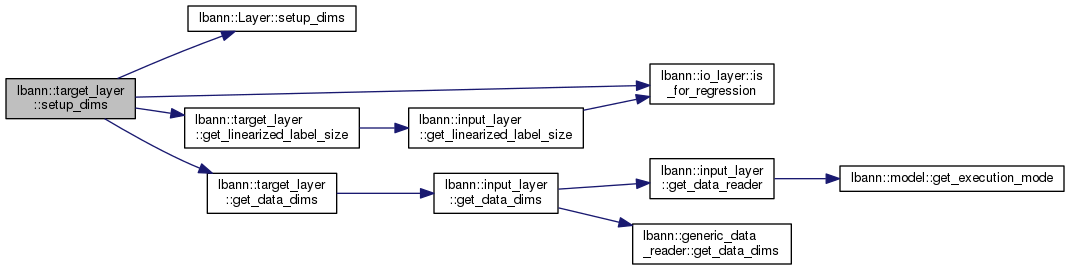 lbann::Layer::setup_dims
lbann::target_layer
::setup_dims
lbann::io_layer::is
_for_regression
lbann::target_layer
::get_linearized_label_size
lbann::input_layer
::get_linearized_label_size
lbann::target_layer
::get_data_dims
lbann::input_layer
::get_data_dims
lbann::input_layer
::get_data_reader
lbann::model::get_execution_mode
lbann::generic_data
_reader::get_data_dims